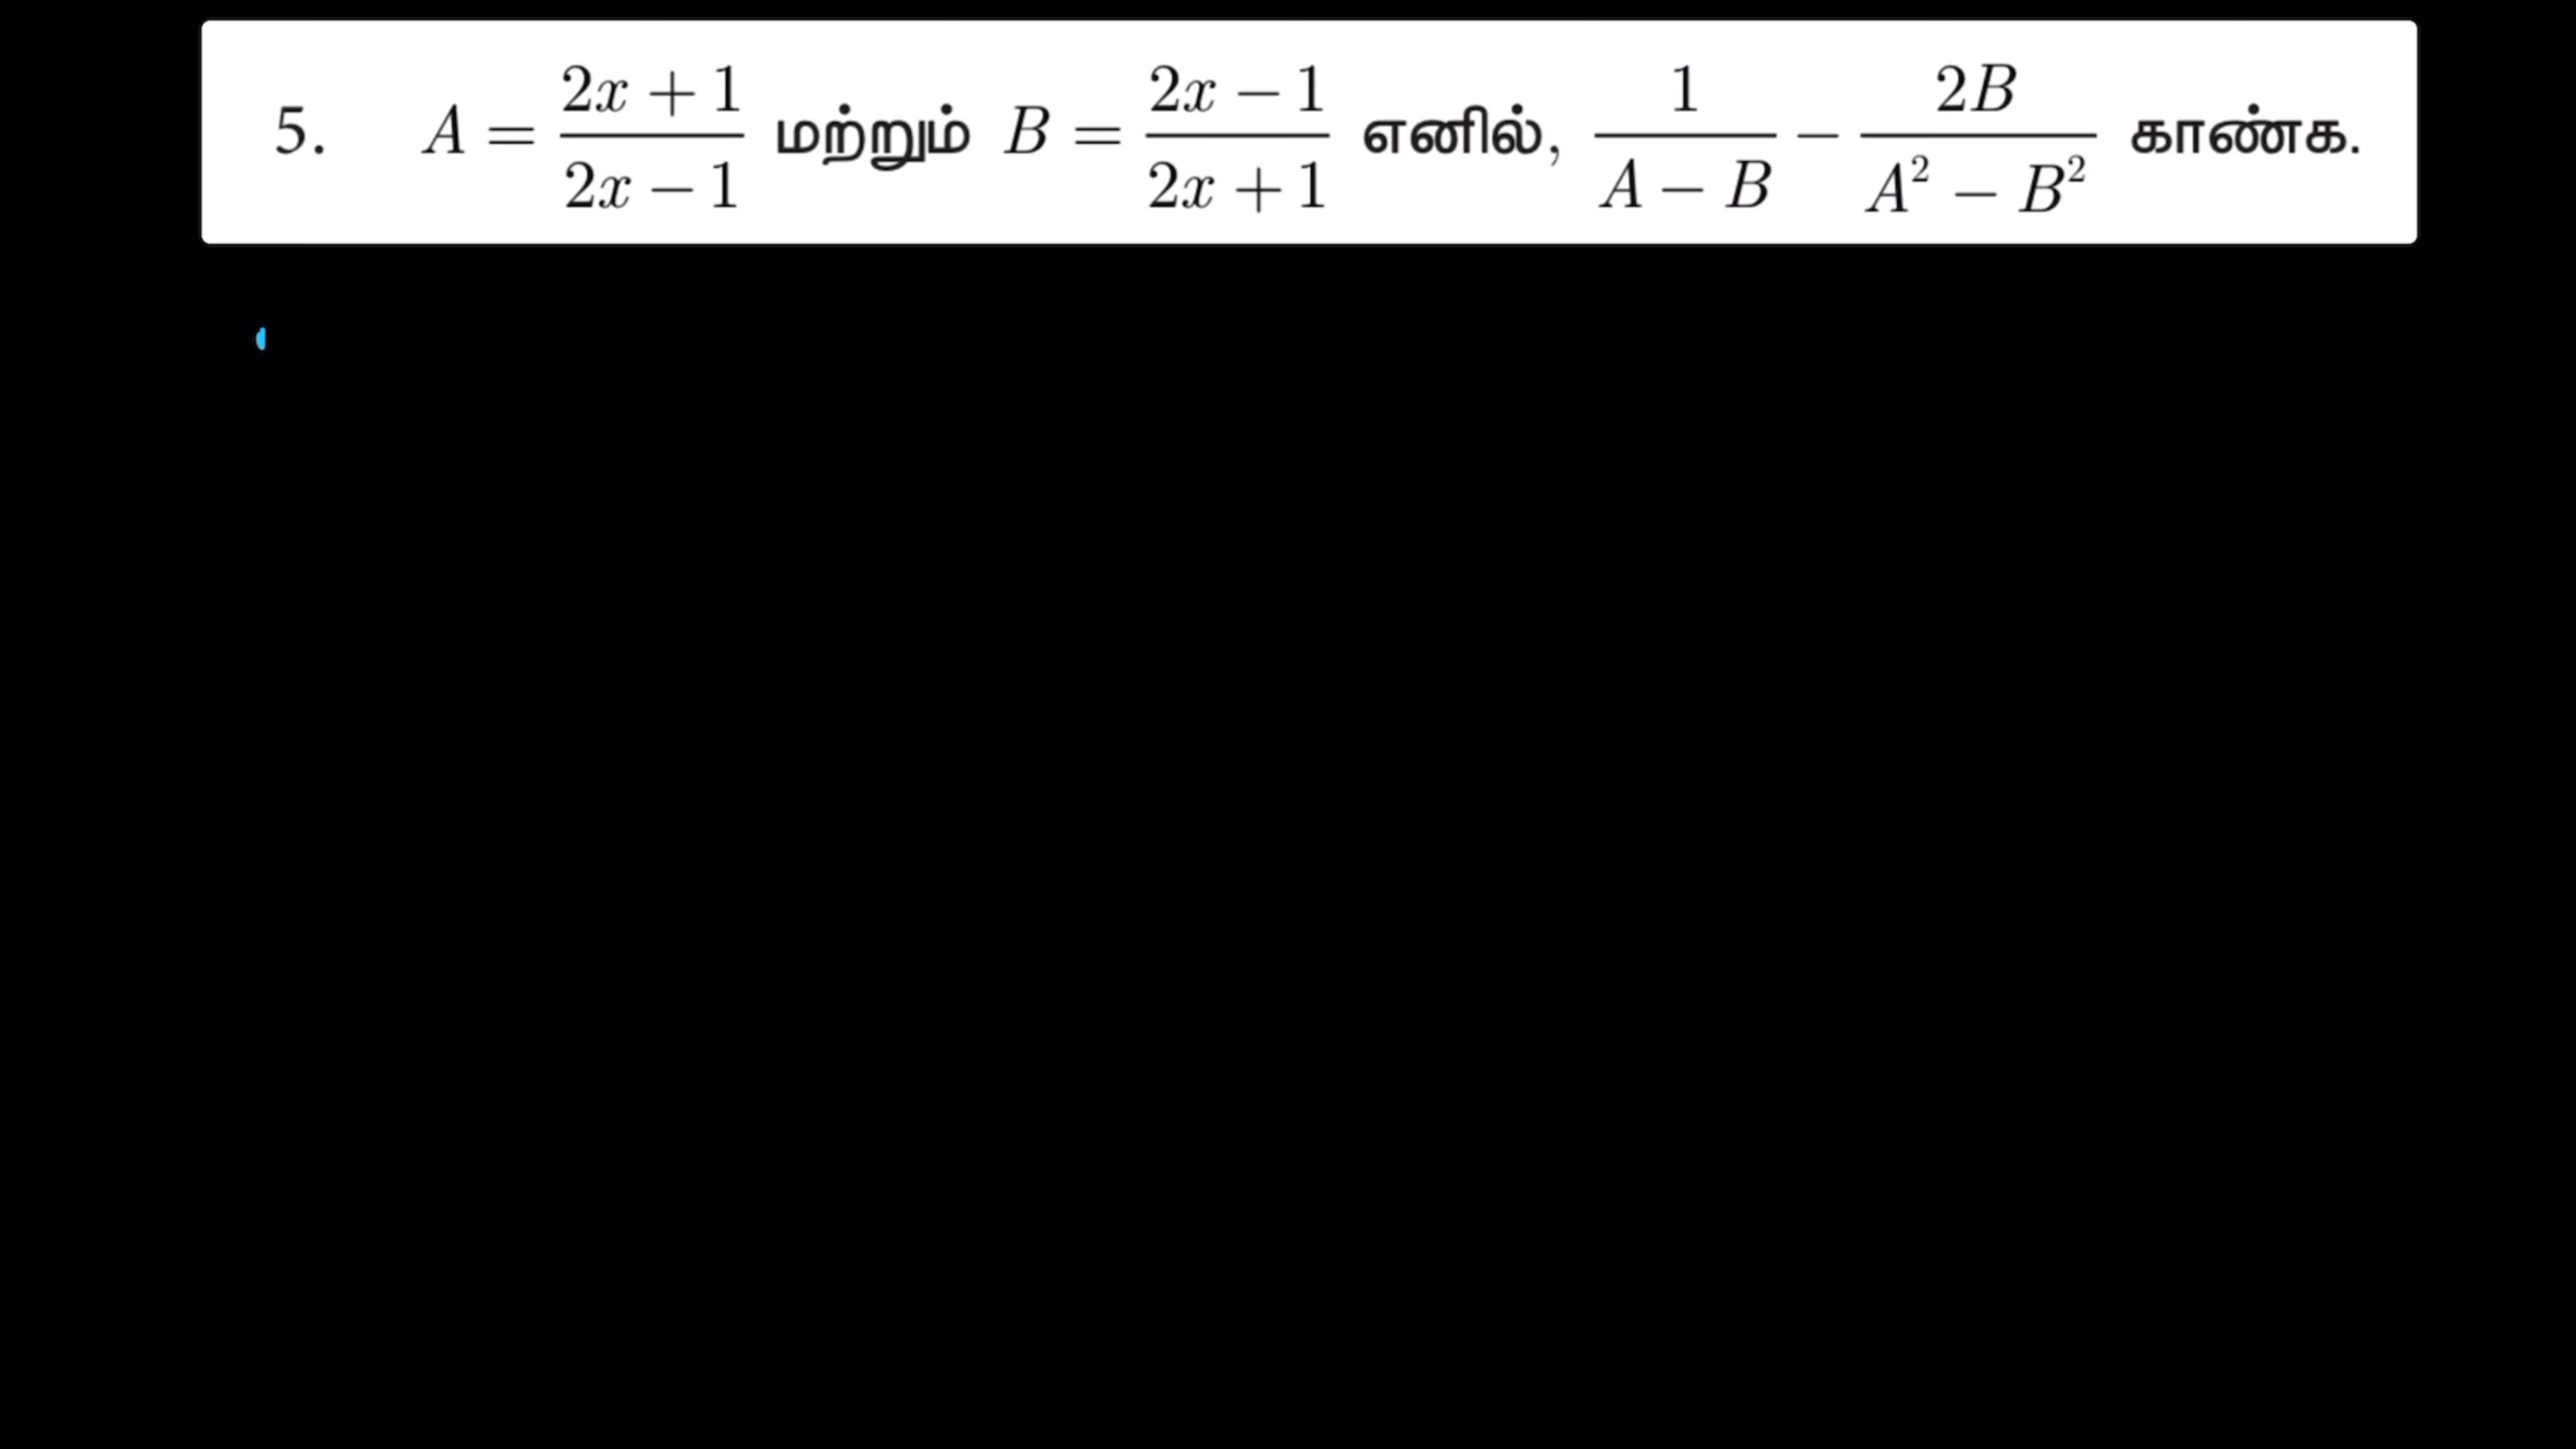 5. A = \frac{2x + 1}{2x - 1} மற்றும் B = \frac{2x - 1}{2x + 1} எனில், \frac{1}{A - B} - \frac{2B}{A^2 - B^2} காண்க.